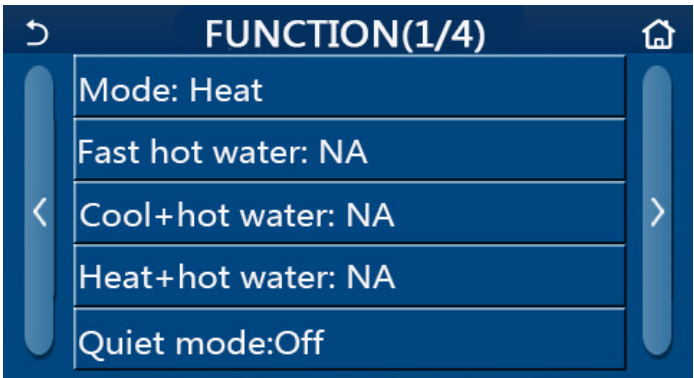 FUNCTION(1/4)
Mode: Heat
Fast hot water: NA
Cool+hot water: NA
Heat+hot water: NA
Quiet mode:Off